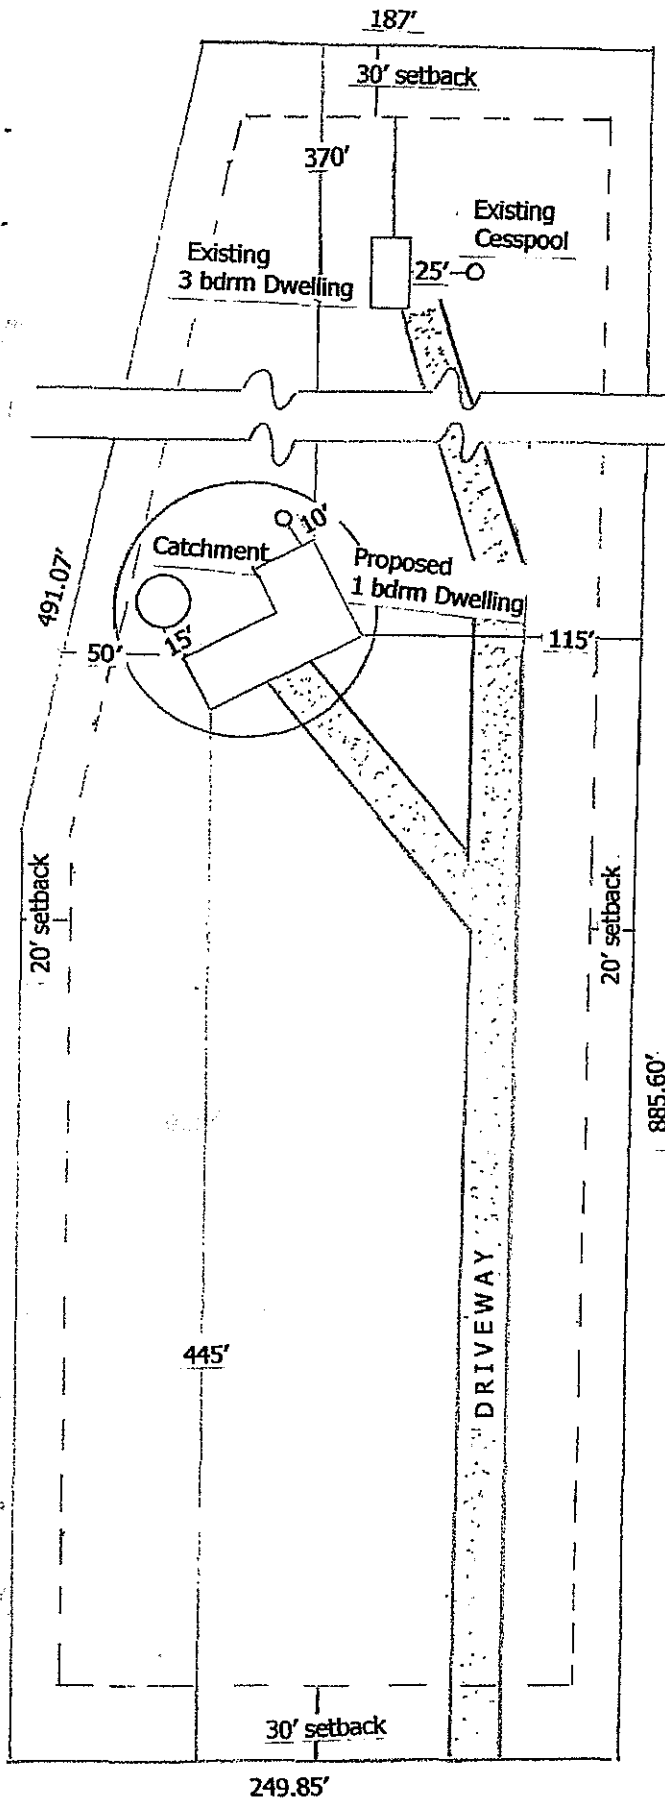 187'
30' setback
370'
Existing
Cesspool
Existing
3 bdrm Dwelling
25'
10'
Catchment
Proposed
1 bdrm Dwelling
491.07'
50'
15'
115'
20' setback
20' setback
885.60'
DRIVEWAY
445'
30' setback
249.85'